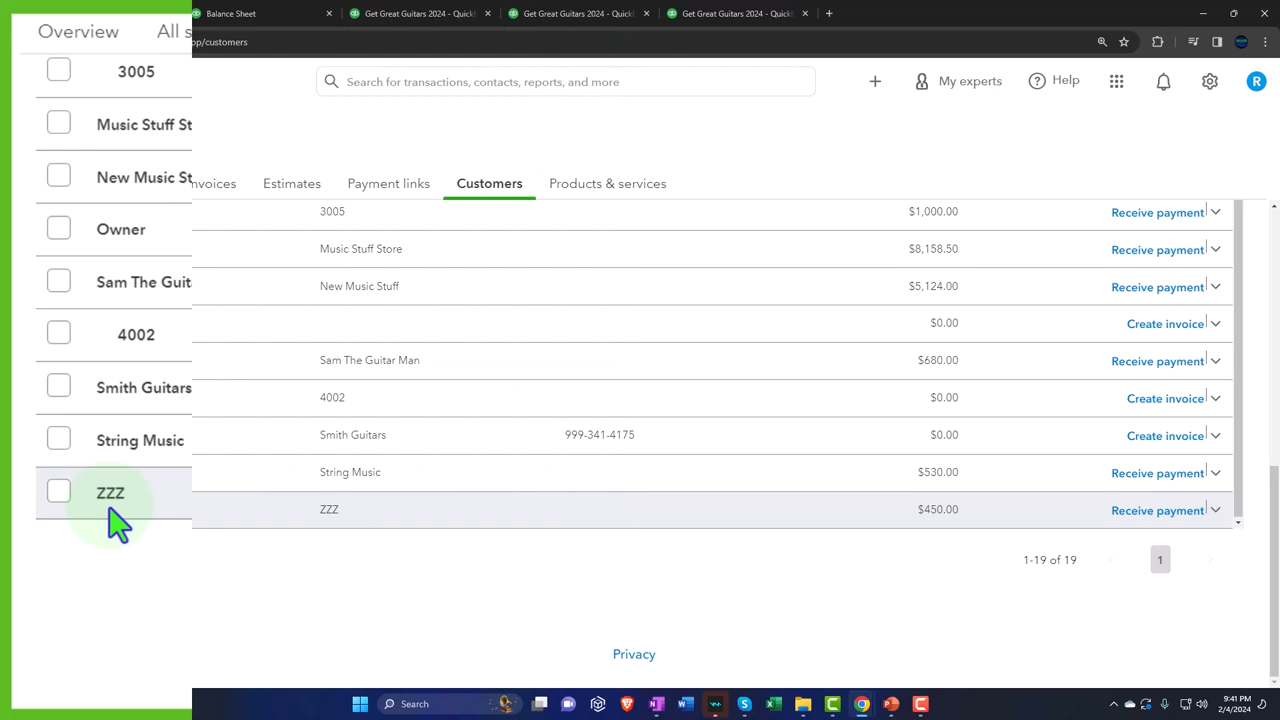 Get Great Guitars 2024 - Quick
et Great Guitars 2024 - Quick
Get Great Guitars 2024 - Quick
pp/customers
Search for transactions, contacts, reports, and more
My experts
Help
R
Overview
All s
nvoices
Estimates
Payment links
Customers
Products & services
3005
Music Stuff St
New Music St
Owner
Sam The Guit
4002
Smith Guitars
String Music
ZZZ
3005 $1,000.00 Receive payment
Music Stuff Store $8,158.50 Receive payment
New Music Stuff $5,124.00 Receive payment
$0.00 Create invoice
Sam The Guitar Man $680.00 Receive payment
4002 $0.00 Create invoice
Smith Guitars 999-341-4175 $0.00 Create invoice
String Music $530.00 Receive payment
ZZZ $450.00 Receive payment
1-19 of 19
1
Privacy
Search
9:41 PM
2/4/2024